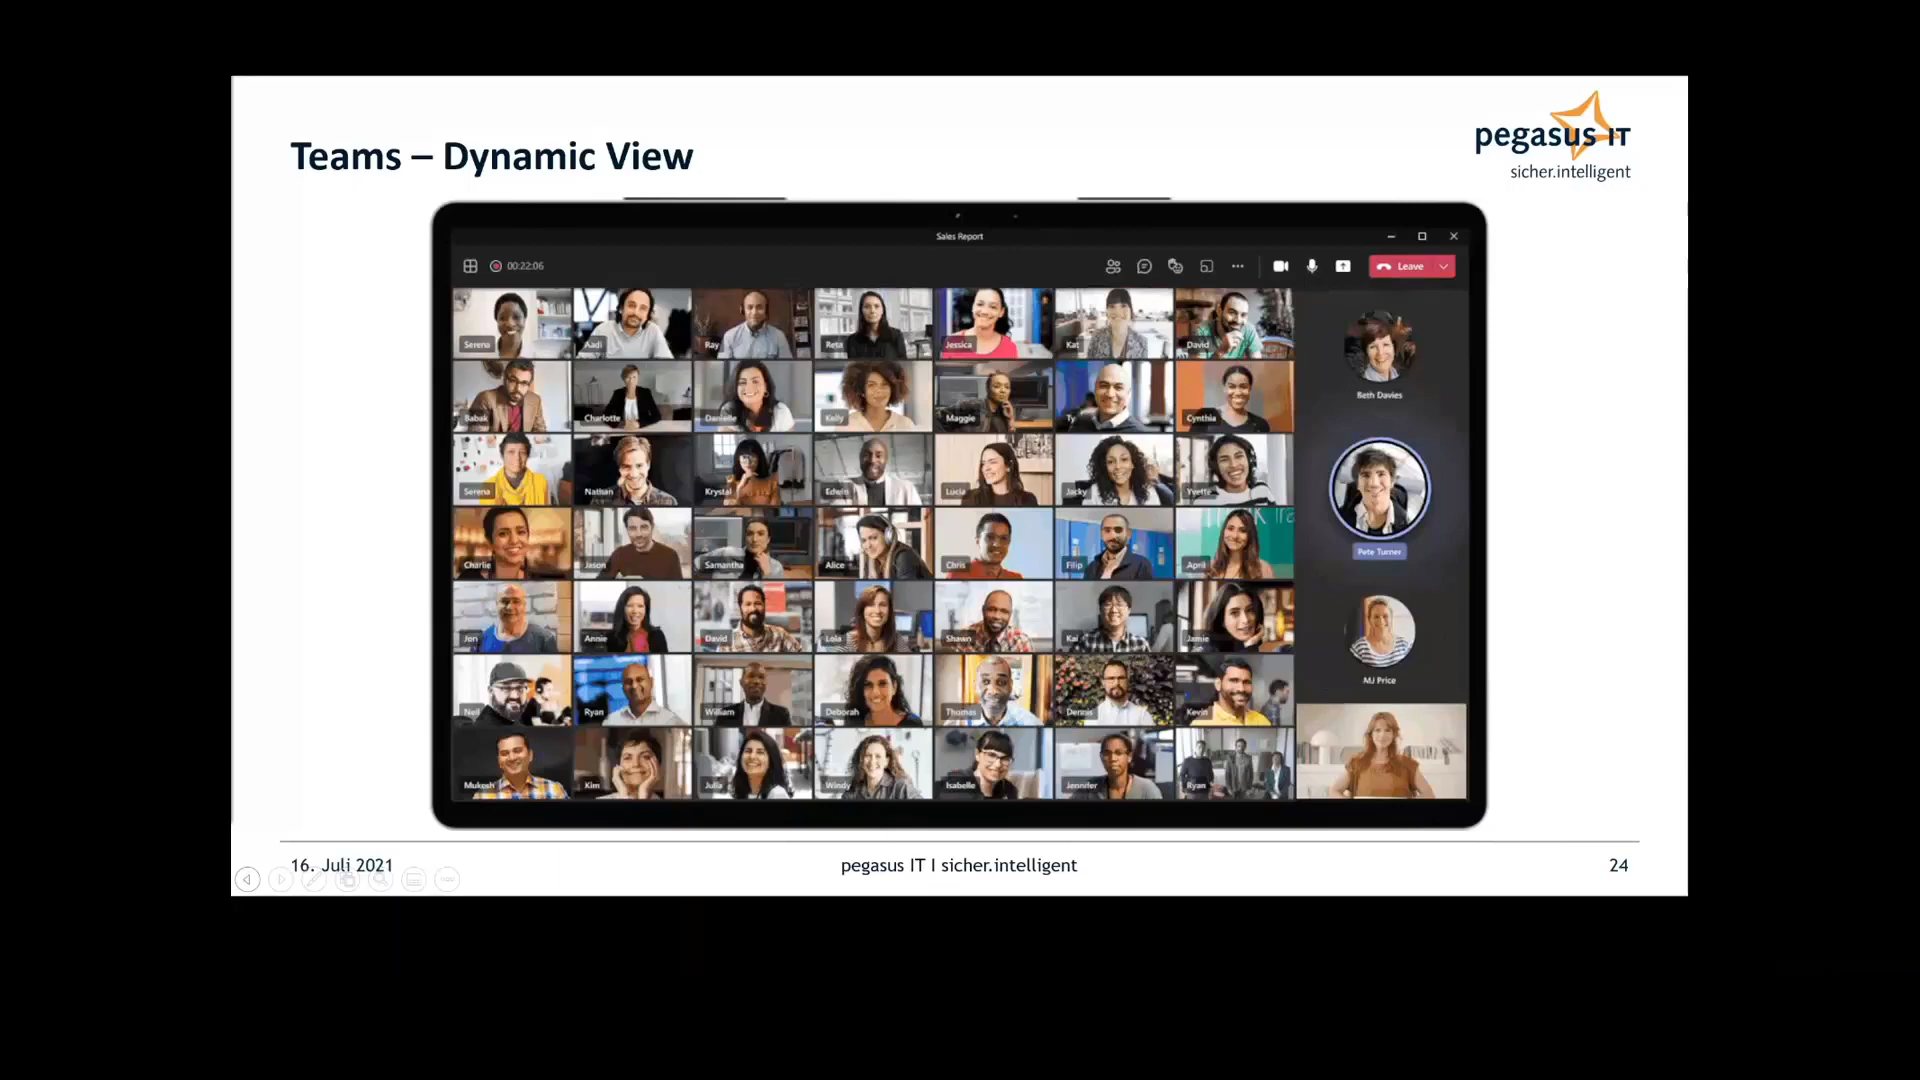 Teams – Dynamic View
pegasus IT
sicher.intelligent
Sales Report
00:22:06
Leave
Serena
Aadi
Ray
Reta
Jessica
Kat
David
Beth Davies
Babak
Charlotte
Danielle
Kelly
Maggie
Ty
Cynthia
Serena
Nathan
Krystal
Edwin
Lucia
Jacky
Yvette
Pete Turner
Charlie
Jason
Samantha
Alice
Chris
Filip
April
Jon
Annie
David
Lola
Shawn
Kai
Jamie
MJ Price
Neil
Ryan
William
Deborah
Thomas
Dennis
Kevin
Mukesh
Kim
Julia
Windy
Isabelle
Jennifer
Ryan
16. Juli 2021
pegasus IT I sicher.intelligent
24